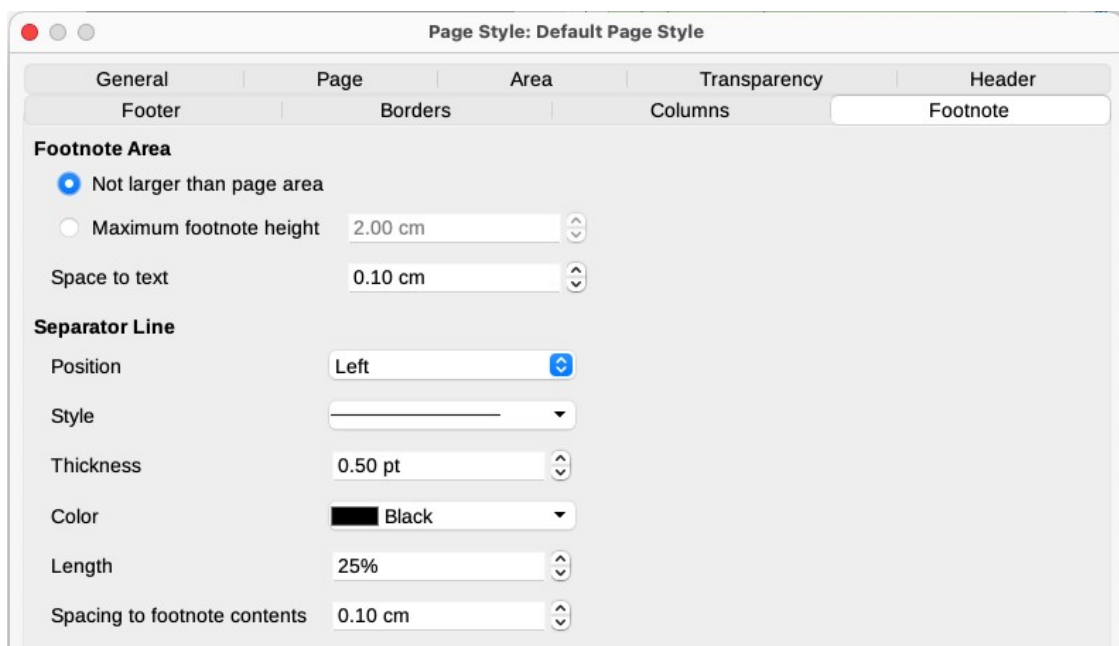 Page Style: Default Page Style
General Page Area Transparency Header
Footer Borders Columns Footnote
Footnote Area
Not larger than page area
Maximum footnote height 2.00 cm
Space to text 0.10 cm
Separator Line
Position Left
Style
Thickness 0.50 pt
Color Black
Length 25%
Spacing to footnote contents 0.10 cm